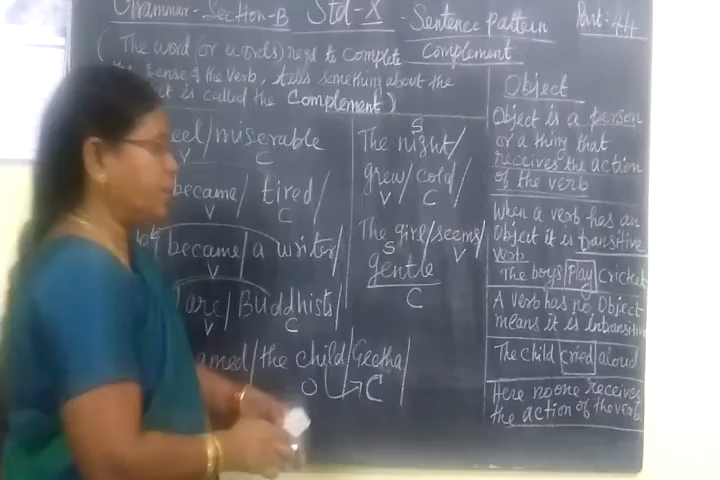 Grammar - Section-B Std-X - Sentence pattern Part: 44
( The word (or words) need to complete Complement
sense of the verb, tells something about the
is called the Complement)
eel/miserable
C
became/ tired/
V C
became/ a writer/
V
are/ Buddhists/
V C
amed/the child/Geetha/
O C
S
The night/
grew/cold/
V C
The girl/seems/
S V
gentle
C
Object
Object is a person
or a thing that
receives the action
of the verb
When a verb has an
Object it is transitive
verb
The boys Play Cricket
A verb has no Object
means it is intransitive
The child cried aloud
Here no one receives
the action of the verb